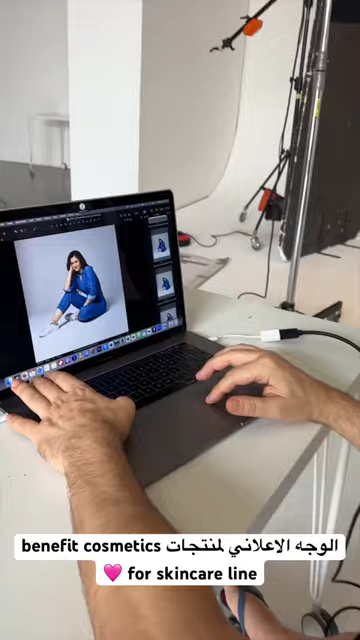 الوجه الاعلاني لمنتجات benefit cosmetics
for skincare line 🩷